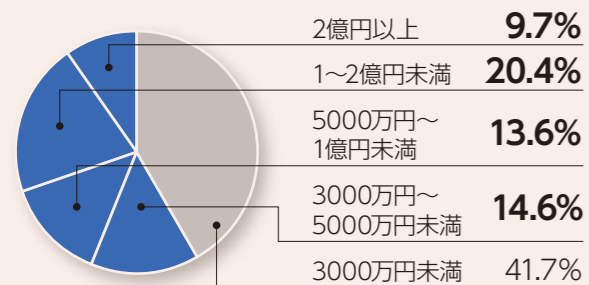 2億円以上 9.7%
1〜2億円未満 20.4%
5000万円〜
1億円未満 13.6%
3000万円〜
5000万円未満 14.6%
3000万円未満 41.7%